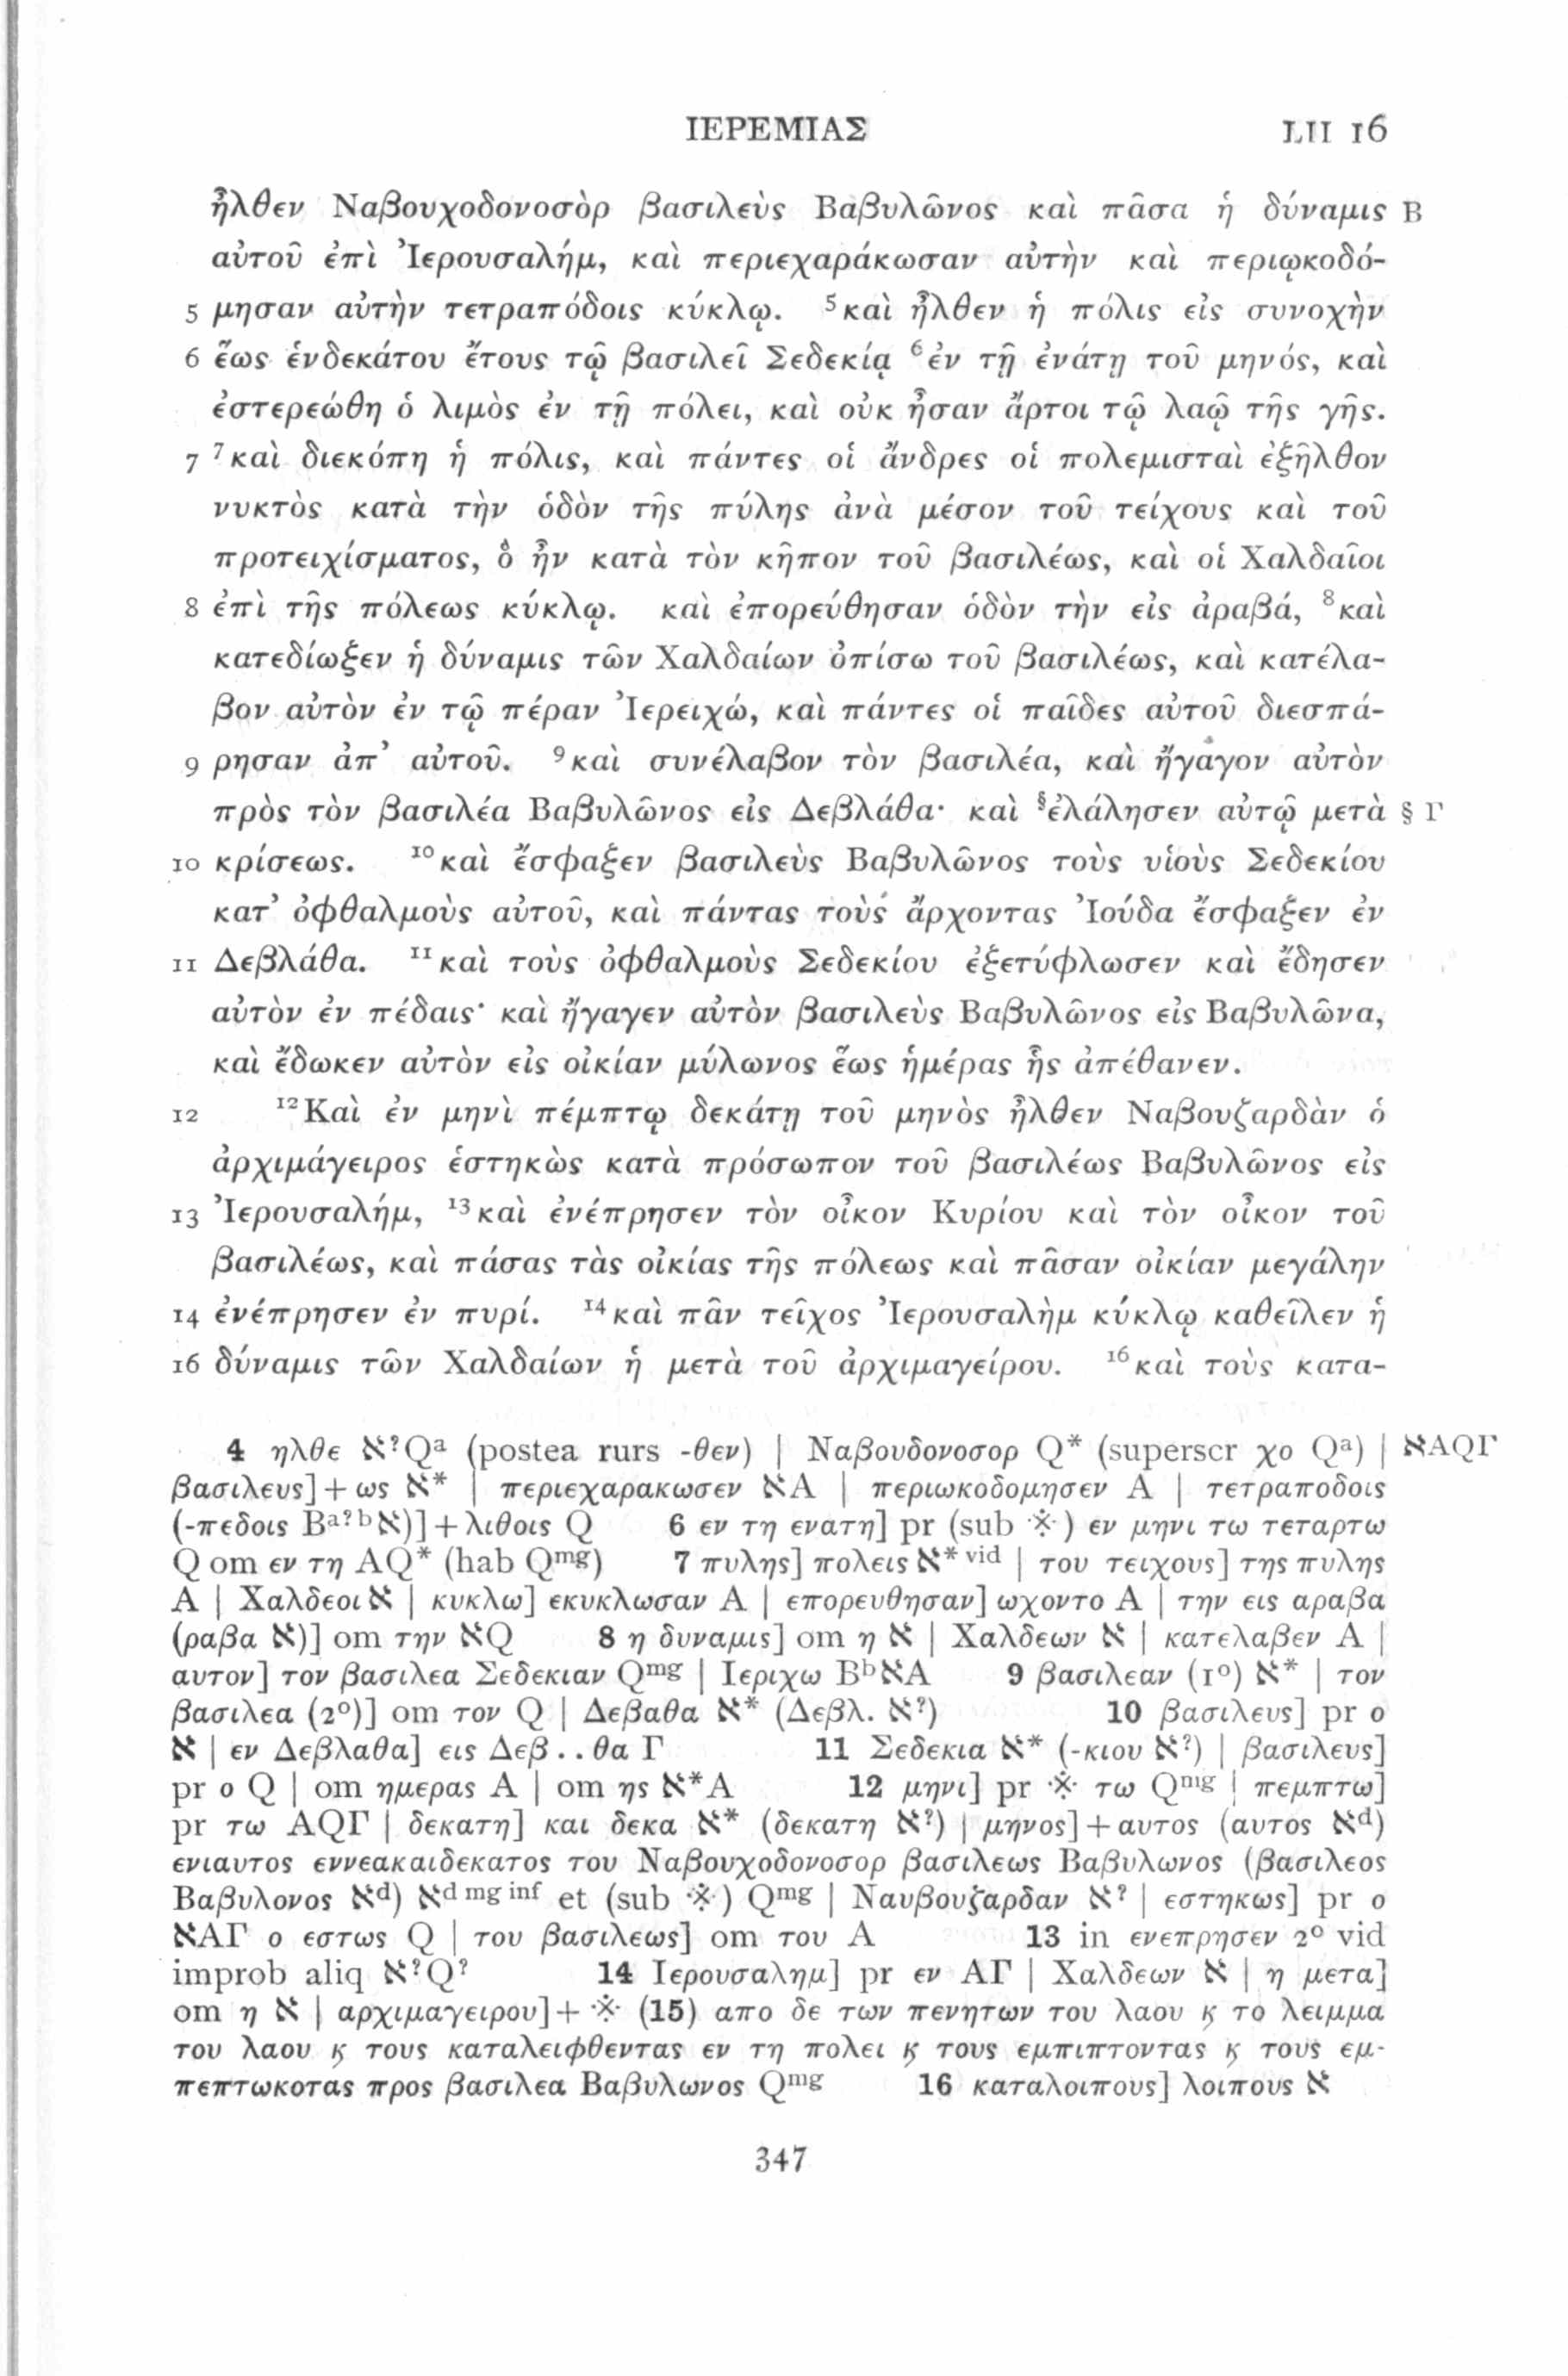 ΙΕΡΕΜΙΑΣ LII 16
ἦλθεν Ναβουχοδονοσὸρ βασιλεὺς Βαβυλῶνος καὶ πᾶσα ἡ δύναμις B
αὐτοῦ ἐπὶ Ἰερουσαλήμ, καὶ περιεχαράκωσαν αὐτὴν καὶ περιῳκοδό-
5 μησαν αὐτὴν τετραπόδοις κύκλῳ. ⁵καὶ ἦλθεν ἡ πόλις εἰς συνοχὴν
6 ἕως ἑνδεκάτου ἔτους τῷ βασιλεῖ Σεδεκίᾳ ⁶ἐν τῇ ἐνάτῃ τοῦ μηνός, καὶ
ἐστερεώθη ὁ λιμὸς ἐν τῇ πόλει, καὶ οὐκ ἦσαν ἄρτοι τῷ λαῷ τῆς γῆς.
7 ⁷καὶ διεκόπη ἡ πόλις, καὶ πάντες οἱ ἄνδρες οἱ πολεμισταὶ ἐξῆλθον
νυκτὸς κατὰ τὴν ὁδὸν τῆς πύλης ἀνὰ μέσον τοῦ τείχους καὶ τοῦ
προτειχίσματος, ὃ ἦν κατὰ τὸν κῆπον τοῦ βασιλέως, καὶ οἱ Χαλδαῖοι
8 ἐπὶ τῆς πόλεως κύκλῳ. καὶ ἐπορεύθησαν ὁδὸν τὴν εἰς ἀραβά, ⁸καὶ
κατεδίωξεν ἡ δύναμις τῶν Χαλδαίων ὀπίσω τοῦ βασιλέως, καὶ κατέλα-
βον αὐτὸν ἐν τῷ πέραν Ἰερειχώ, καὶ πάντες οἱ παῖδες αὐτοῦ διεσπά-
9 ρησαν ἀπ’ αὐτοῦ. ⁹καὶ συνέλαβον τὸν βασιλέα, καὶ ἤγαγον αὐτὸν
πρὸς τὸν βασιλέα Βαβυλῶνος εἰς Δεβλάθα· καὶ §ἐλάλησεν αὐτῷ μετὰ § Γ
10 κρίσεως. ¹⁰καὶ ἔσφαξεν βασιλεὺς Βαβυλῶνος τοὺς υἱοὺς Σεδεκίου
κατ’ ὀφθαλμοὺς αὐτοῦ, καὶ πάντας τοὺς ἄρχοντας Ἰούδα ἔσφαξεν ἐν
11 Δεβλάθα. ¹¹καὶ τοὺς ὀφθαλμοὺς Σεδεκίου ἐξετύφλωσεν καὶ ἔδησεν
αὐτὸν ἐν πέδαις· καὶ ἤγαγεν αὐτὸν βασιλεὺς Βαβυλῶνος εἰς Βαβυλῶνα,
καὶ ἔδωκεν αὐτὸν εἰς οἰκίαν μύλωνος ἕως ἡμέρας ἧς ἀπέθανεν.
12 ¹²Καὶ ἐν μηνὶ πέμπτῳ δεκάτῃ τοῦ μηνὸς ἦλθεν Ναβουζαρδὰν ὁ
ἀρχιμάγειρος ἑστηκὼς κατὰ πρόσωπον τοῦ βασιλέως Βαβυλῶνος εἰς
13 Ἰερουσαλήμ, ¹³καὶ ἐνέπρησεν τὸν οἶκον Κυρίου καὶ τὸν οἶκον τοῦ
βασιλέως, καὶ πάσας τὰς οἰκίας τῆς πόλεως καὶ πᾶσαν οἰκίαν μεγάλην
14 ἐνέπρησεν ἐν πυρί. ¹⁴καὶ πᾶν τεῖχος Ἰερουσαλὴμ κύκλῳ καθεῖλεν ἡ
16 δύναμις τῶν Χαλδαίων ἡ μετὰ τοῦ ἀρχιμαγείρου. ¹⁶καὶ τοὺς κατα-
4 ηλθε ℵ?Qᵃ (postea rurs -θεν) | Ναβουδονοσορ Q* (superscr χο Qᵃ) | ℵAQΓ
βασιλευς]+ως ℵ* | περιεχαρακωσεν ℵA | περιωκοδομησεν A | τετραποδοις
(-πεδοις Bᵃ?ᵇℵ)]+λιθοις Q 6 εν τη ενατη] pr (sub ※) εν μηνι τω τεταρτω
Q om εν τη AQ* (hab Qᵐᵍ) 7 πυλης] πολεις ℵ* ᵛⁱᵈ | του τειχους] της πυλης
A | Χαλδεοι ℵ | κυκλω] εκυκλωσαν A | επορευθησαν] ωχοντο A | την εις αραβα
(ραβα ℵ)] om την ℵQ 8 η δυναμις] om η ℵ | Χαλδεων ℵ | κατελαβεν A |
αυτον] τον βασιλεα Σεδεκιαν Qᵐᵍ | Ιεριχω BᵇℵA 9 βασιλεαν (1º) ℵ* | τον
βασιλεα (2º)] om τον Q | Δεβαθα ℵ* (Δεβλ. ℵ?) 10 βασιλευς] pr ο
ℵ | εν Δεβλαθα] εις Δεβ..θα Γ 11 Σεδεκια ℵ* (-κιου ℵ?) | βασιλευς]
pr ο Q | om ημερας A | om ης ℵ*A 12 μηνι] pr ※ τω Qᵐᵍ | πεμπτω]
pr τω AQΓ | δεκατη] και δεκα ℵ* (δεκατη ℵ?) | μηνος]+αυτος (αυτος ℵᵈ)
ενιαυτος εννεακαιδεκατος του Ναβουχοδονοσορ βασιλεως Βαβυλωνος (βασιλεος
Βαβυλονος ℵᵈ) ℵᵈ ᵐᵍ ⁱⁿᶠ et (sub ※) Qᵐᵍ | Ναυβουζαρδαν ℵ? | εστηκως] pr ο
ℵAΓ ο εστως Q | του βασιλεως] om του A 13 in ενεπρησεν 2º vid
improb aliq ℵ?Q? 14 Ιερουσαλημ] pr εν AΓ | Χαλδεων ℵ | η μετα]
om η ℵ | αρχιμαγειρου]+ ※ (15) απο δε των πενητων του λαου ϗ το λειμμα
του λαου ϗ τους καταλειφθεντας εν τη πολει ϗ τους εμπιπτοντας ϗ τους εμ-
πεπτωκοτας προς βασιλεα Βαβυλωνος Qᵐᵍ 16 καταλοιπους] λοιπους ℵ
347